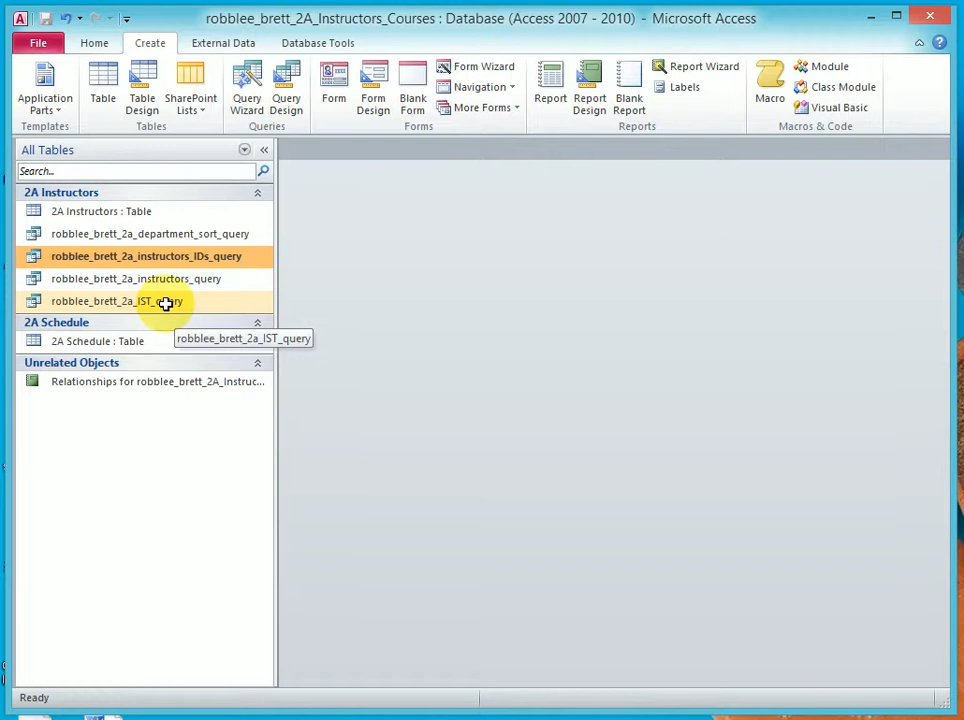 robblee_brett_2A_Instructors_Courses : Database (Access 2007 - 2010) - Microsoft Access
File Home Create External Data Database Tools
Application Parts
Table
Table Design
SharePoint Lists
Query Wizard
Query Design
Form
Form Design
Blank Form
Form Wizard
Navigation
More Forms
Report
Report Design
Blank Report
Report Wizard
Labels
Macro
Module
Class Module
Visual Basic
Templates Tables Queries Forms Reports Macros & Code
All Tables
Search...
2A Instructors
2A Instructors : Table
robblee_brett_2a_department_sort_query
robblee_brett_2a_instructors_IDs_query
robblee_brett_2a_instructors_query
robblee_brett_2a_IST_query
2A Schedule
robblee_brett_2a_IST_query
2A Schedule : Table
Unrelated Objects
Relationships for robblee_brett_2A_Instruc...
Ready